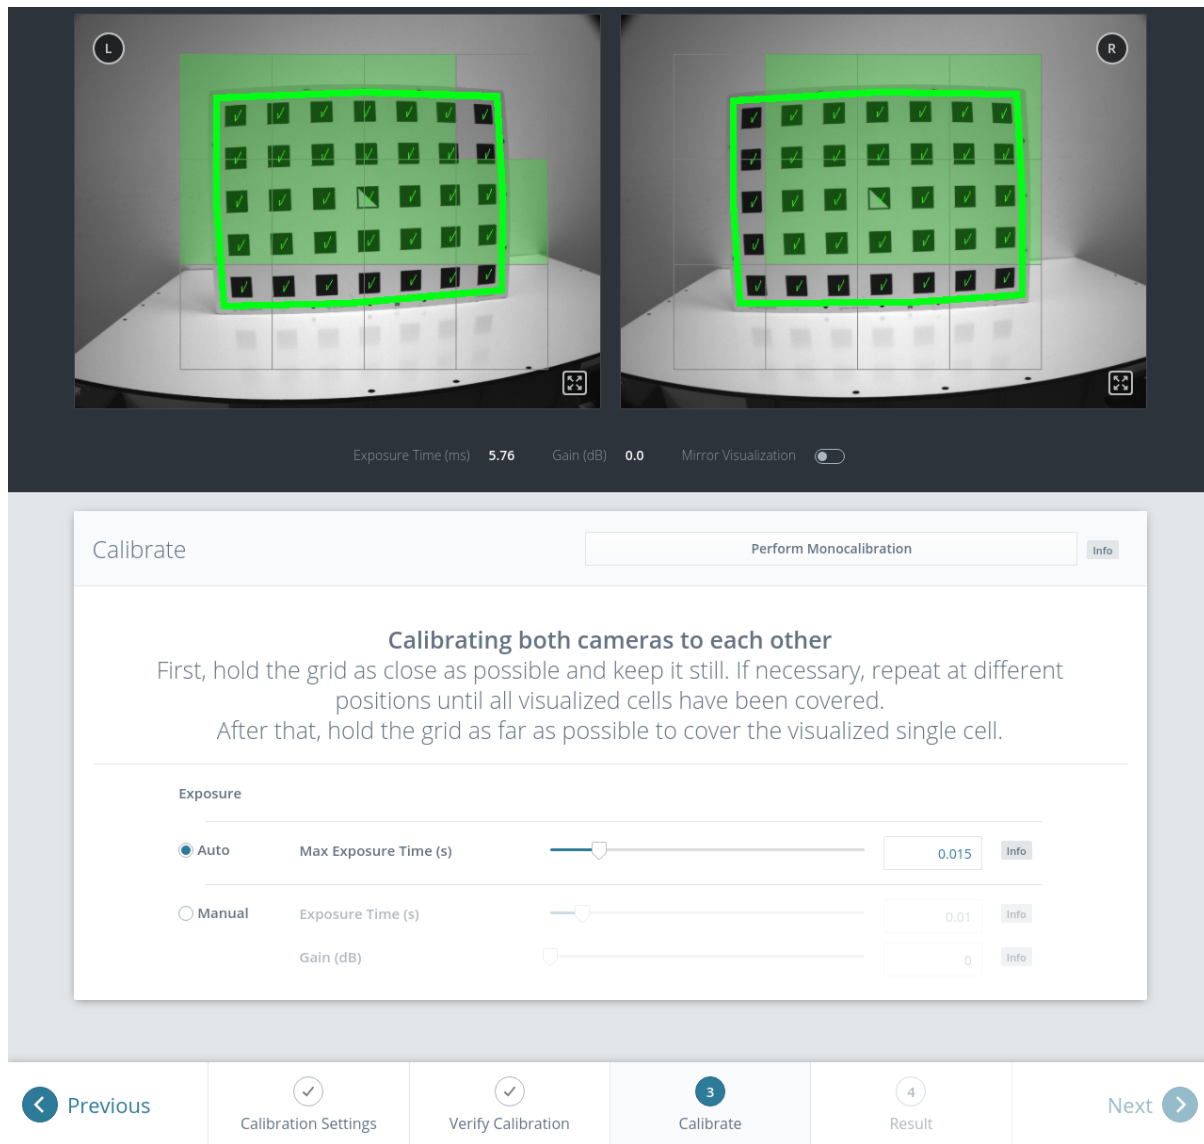 L
R
Exposure Time (ms) 5.76 Gain (dB) 0.0 Mirror Visualization
Calibrate
Perform Monocalibration
Info
Calibrating both cameras to each other
First, hold the grid as close as possible and keep it still. If necessary, repeat at different
positions until all visualized cells have been covered.
After that, hold the grid as far as possible to cover the visualized single cell.
Exposure
Auto Max Exposure Time (s) 0.015 Info
Manual Exposure Time (s) 0.01 Info
Gain (dB) 0 Info
Previous
Calibration Settings
Verify Calibration
3
Calibrate
4
Result
Next